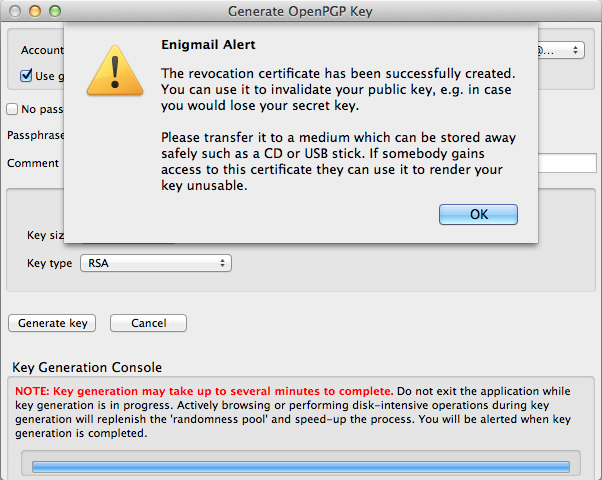 Generate OpenPGP Key
Enigmail Alert
The revocation certificate has been successfully created.
You can use it to invalidate your public key, e.g. in case
you would lose your secret key.
Please transfer it to a medium which can be stored away
safely such as a CD or USB stick. If somebody gains
access to this certificate they can use it to render your
key unusable.
OK
Account
@...
Use g
No pass
Passphrase
Comment
Key siz
Key type RSA
Generate key Cancel
Key Generation Console
NOTE: Key generation may take up to several minutes to complete. Do not exit the application while
key generation is in progress. Actively browsing or performing disk-intensive operations during key
generation will replenish the 'randomness pool' and speed-up the process. You will be alerted when key
generation is completed.